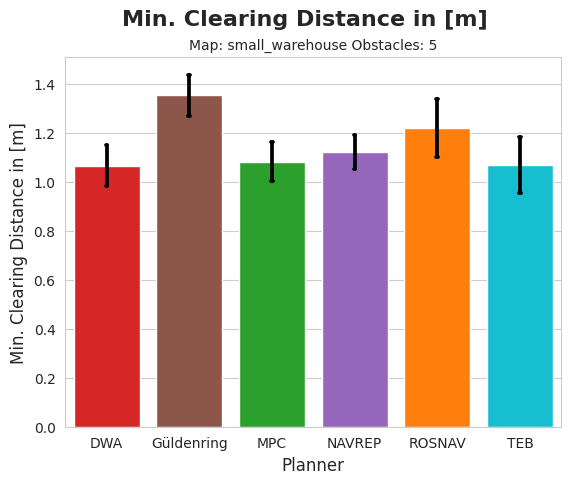 Min. Clearing Distance in [m]
Map: small_warehouse Obstacles: 5
Min. Clearing Distance in [m]
1.4
1.2
1.0
0.8
0.6
0.4
0.2
0.0
DWA Güldenring MPC NAVREP ROSNAV TEB
Planner